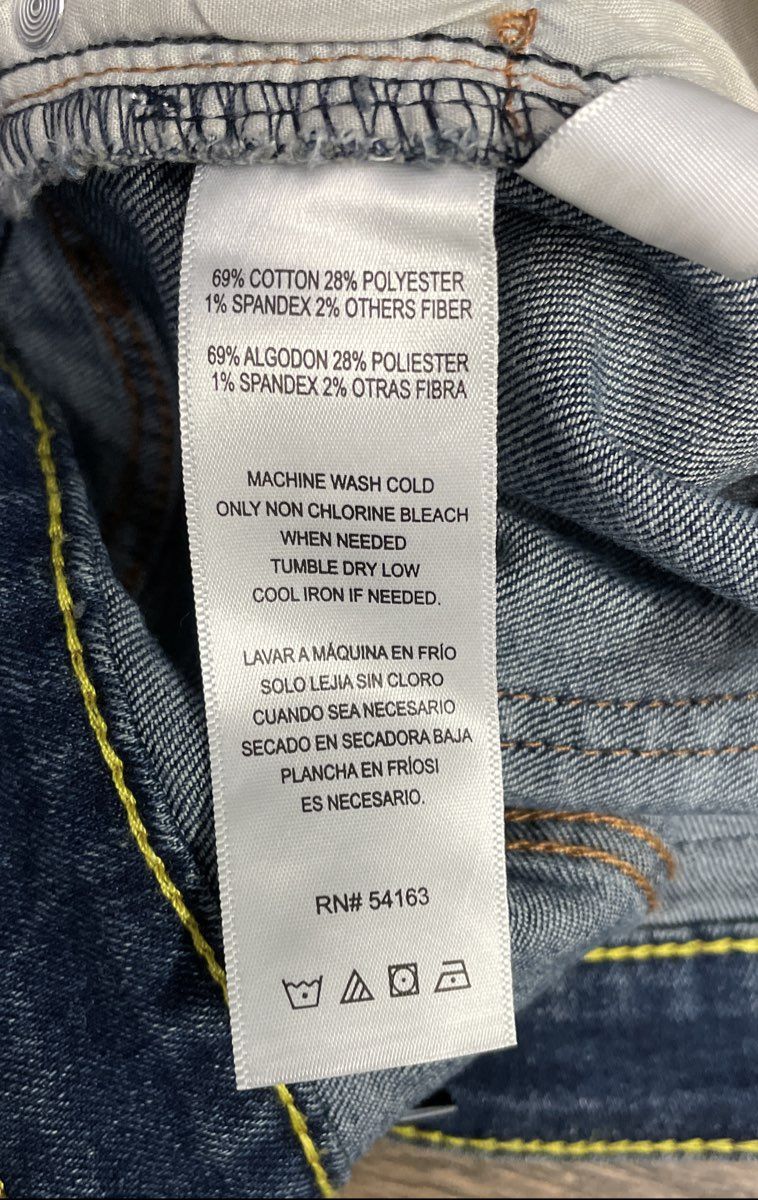 69% COTTON 28% POLYESTER
1% SPANDEX 2% OTHERS FIBER
69% ALGODON 28% POLIESTER
1% SPANDEX 2% OTRAS FIBRA
MACHINE WASH COLD
ONLY NON CHLORINE BLEACH
WHEN NEEDED
TUMBLE DRY LOW
COOL IRON IF NEEDED.
LAVAR A MÁQUINA EN FRÍO
SOLO LEJIA SIN CLORO
CUANDO SEA NECESARIO
SECADO EN SECADORA BAJA
PLANCHA EN FRÍOSI
ES NECESARIO.
RN# 54163